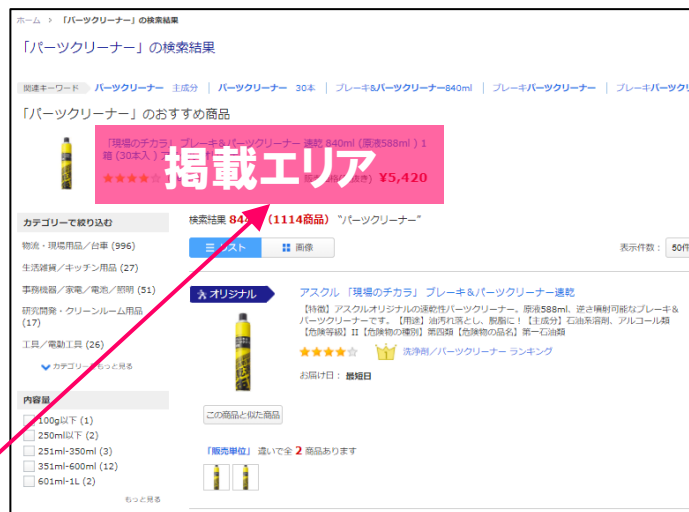 ホーム > 「パーツクリーナー」の検索結果
「パーツクリーナー」の検索結果
関連キーワード パーツクリーナー 主成分 | パーツクリーナー 30本 | ブレーキ&パーツクリーナー840ml | ブレーキパーツクリーナー | ブレーキパーツク
「パーツクリーナー」のおすすめ商品
「現場のチカラ」 ブレーキ&パーツクリーナー 速乾 840ml (原液588ml ) 1
箱 (30本入 )
掲載エリア
¥5,420
カテゴリーで絞り込む
物流・現場用品/台車 (996)
生活雑貨/キッチン用品 (27)
事務機器/家電/電池/照明 (51)
研究開発・クリーンルーム用品
(17)
工具/電動工具 (26)
カテゴリーをもっと見る
内容量
100g以下 (1)
250ml以下 (2)
251ml-350ml (3)
351ml-600ml (12)
601ml-1L (2)
もっと見る
検索結果 844 (1114商品) “パーツクリーナー”
リスト 画像
表示件数： 50件
オリジナル
アスクル 「現場のチカラ」 ブレーキ&パーツクリーナー速乾
【特徴】アスクルオリジナルの速乾性パーツクリーナー。原液588ml、逆さ噴射可能なブレーキ&
パーツクリーナーです。【用途】油汚れ落とし、脱脂に！【主成分】石油系溶剤、アルコール類
【危険等級】II【危険物の種別】第四類【危険物の品名】第一石油類
洗浄剤/パーツクリーナー ランキング
お届け日： 最短日
この商品と似た商品
「販売単位」 違いで全 2 商品あります